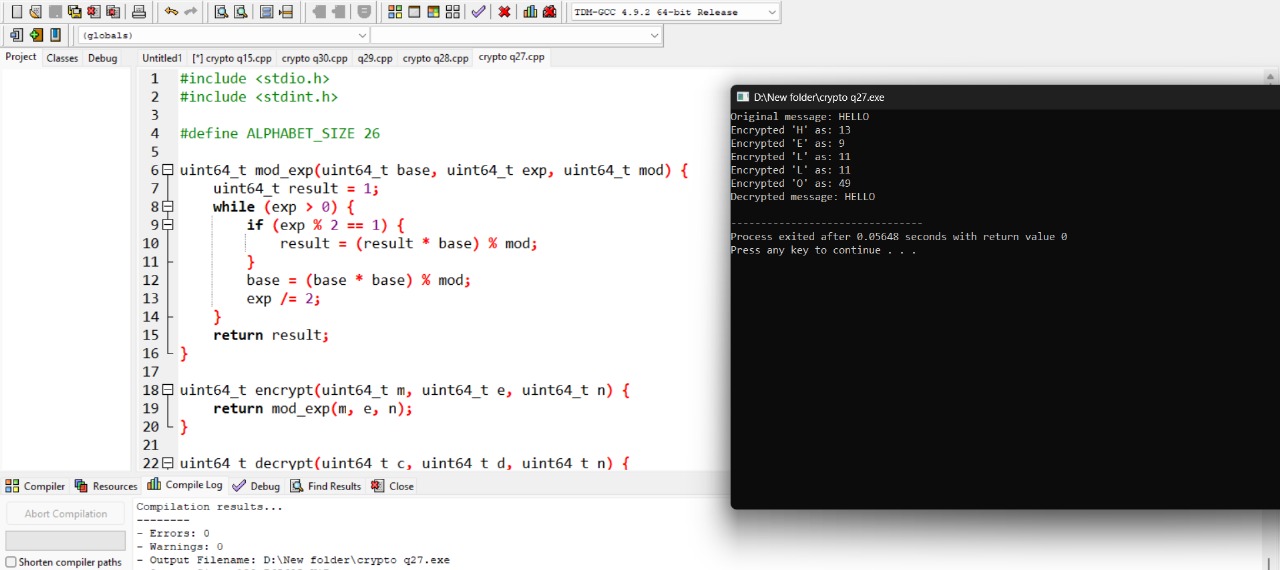 TDM-GCC 4.9.2 64-bit Release
(globals)
Project Classes Debug
Untitled1 [*] crypto q15.cpp crypto q30.cpp q29.cpp crypto q28.cpp crypto q27.cpp
1 #include <stdio.h>
2 #include <stdint.h>
3
4 #define ALPHABET_SIZE 26
5
6 uint64_t mod_exp(uint64_t base, uint64_t exp, uint64_t mod) {
7 uint64_t result = 1;
8 while (exp > 0) {
9 if (exp % 2 == 1) {
10 result = (result * base) % mod;
11 }
12 base = (base * base) % mod;
13 exp /= 2;
14 }
15 return result;
16 }
17
18 uint64_t encrypt(uint64_t m, uint64_t e, uint64_t n) {
19 return mod_exp(m, e, n);
20 }
21
22 uint64_t decrypt(uint64_t c, uint64_t d, uint64_t n) {
D:\New folder\crypto q27.exe
Original message: HELLO
Encrypted 'H' as: 13
Encrypted 'E' as: 9
Encrypted 'L' as: 11
Encrypted 'L' as: 11
Encrypted 'O' as: 49
Decrypted message: HELLO
--------------------------------
Process exited after 0.05648 seconds with return value 0
Press any key to continue . . .
Compiler Resources Compile Log Debug Find Results Close
Abort Compilation
Shorten compiler paths
Compilation results...
--------
- Errors: 0
- Warnings: 0
- Output Filename: D:\New folder\crypto q27.exe